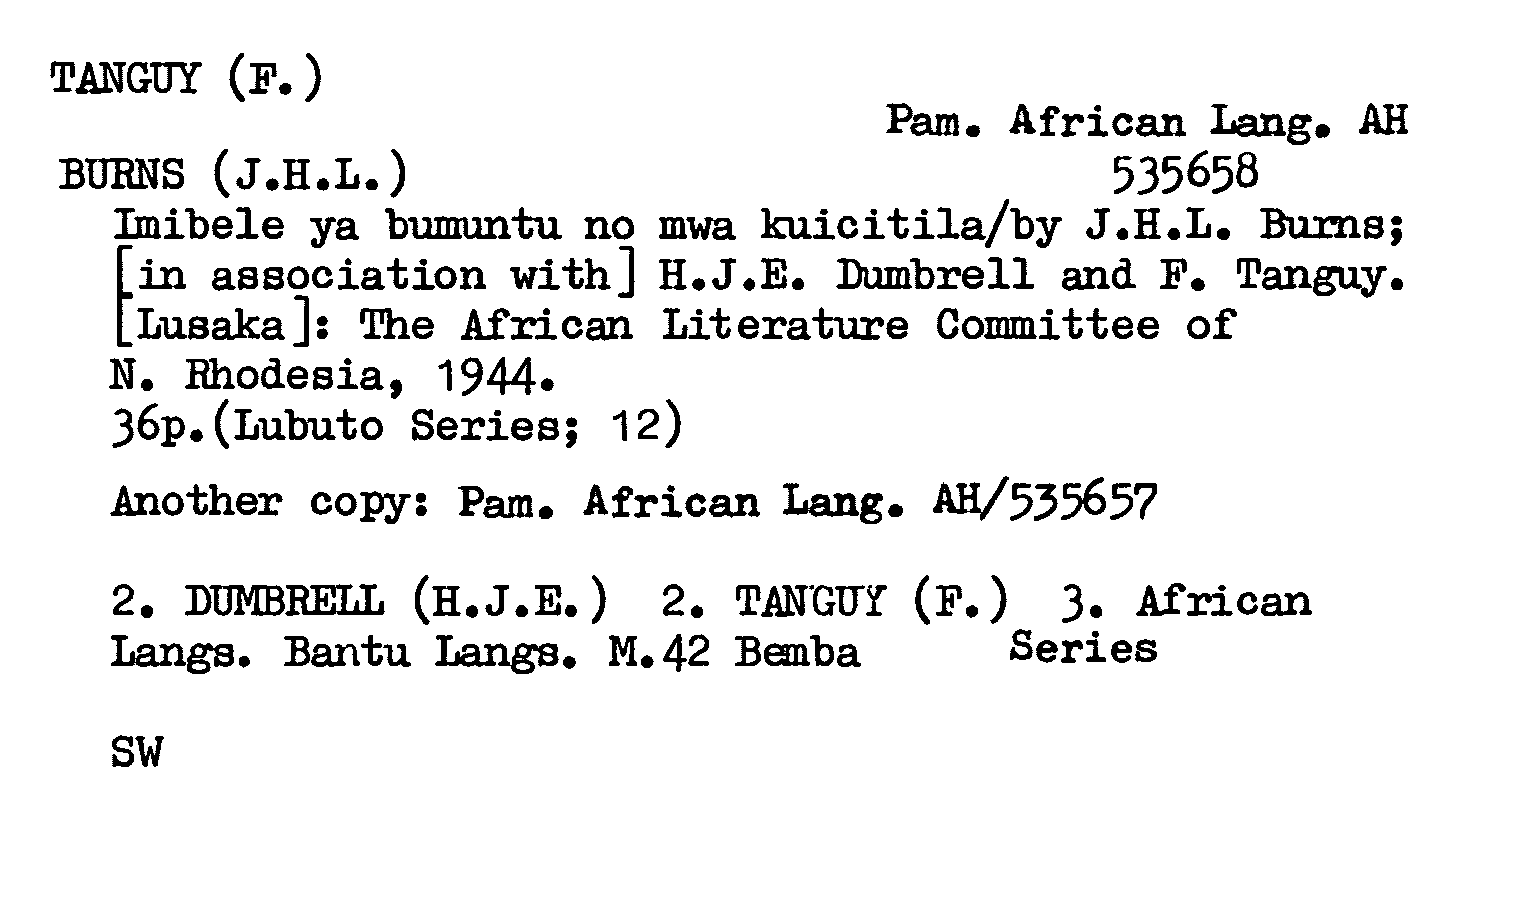 TANGUY (F.)
Pam. African Lang. AH
BURNS (J.H.L.)
535658
Imibele ya bumuntu no mwa kuicitila/by J.H.L. Burns;
[in association with] H.J.E. Dumbrell and F. Tanguy.
[Lusaka]: The African Literature Committee of
N. Rhodesia, 1944.
36p.(Lubuto Series; 12)
Another copy: Pam. African Lang. AH/535657
2. DUMBRELL (H.J.E.) 2. TANGUY (F.) 3. African
Langs. Bantu Langs. M.42 Bemba Series
SW